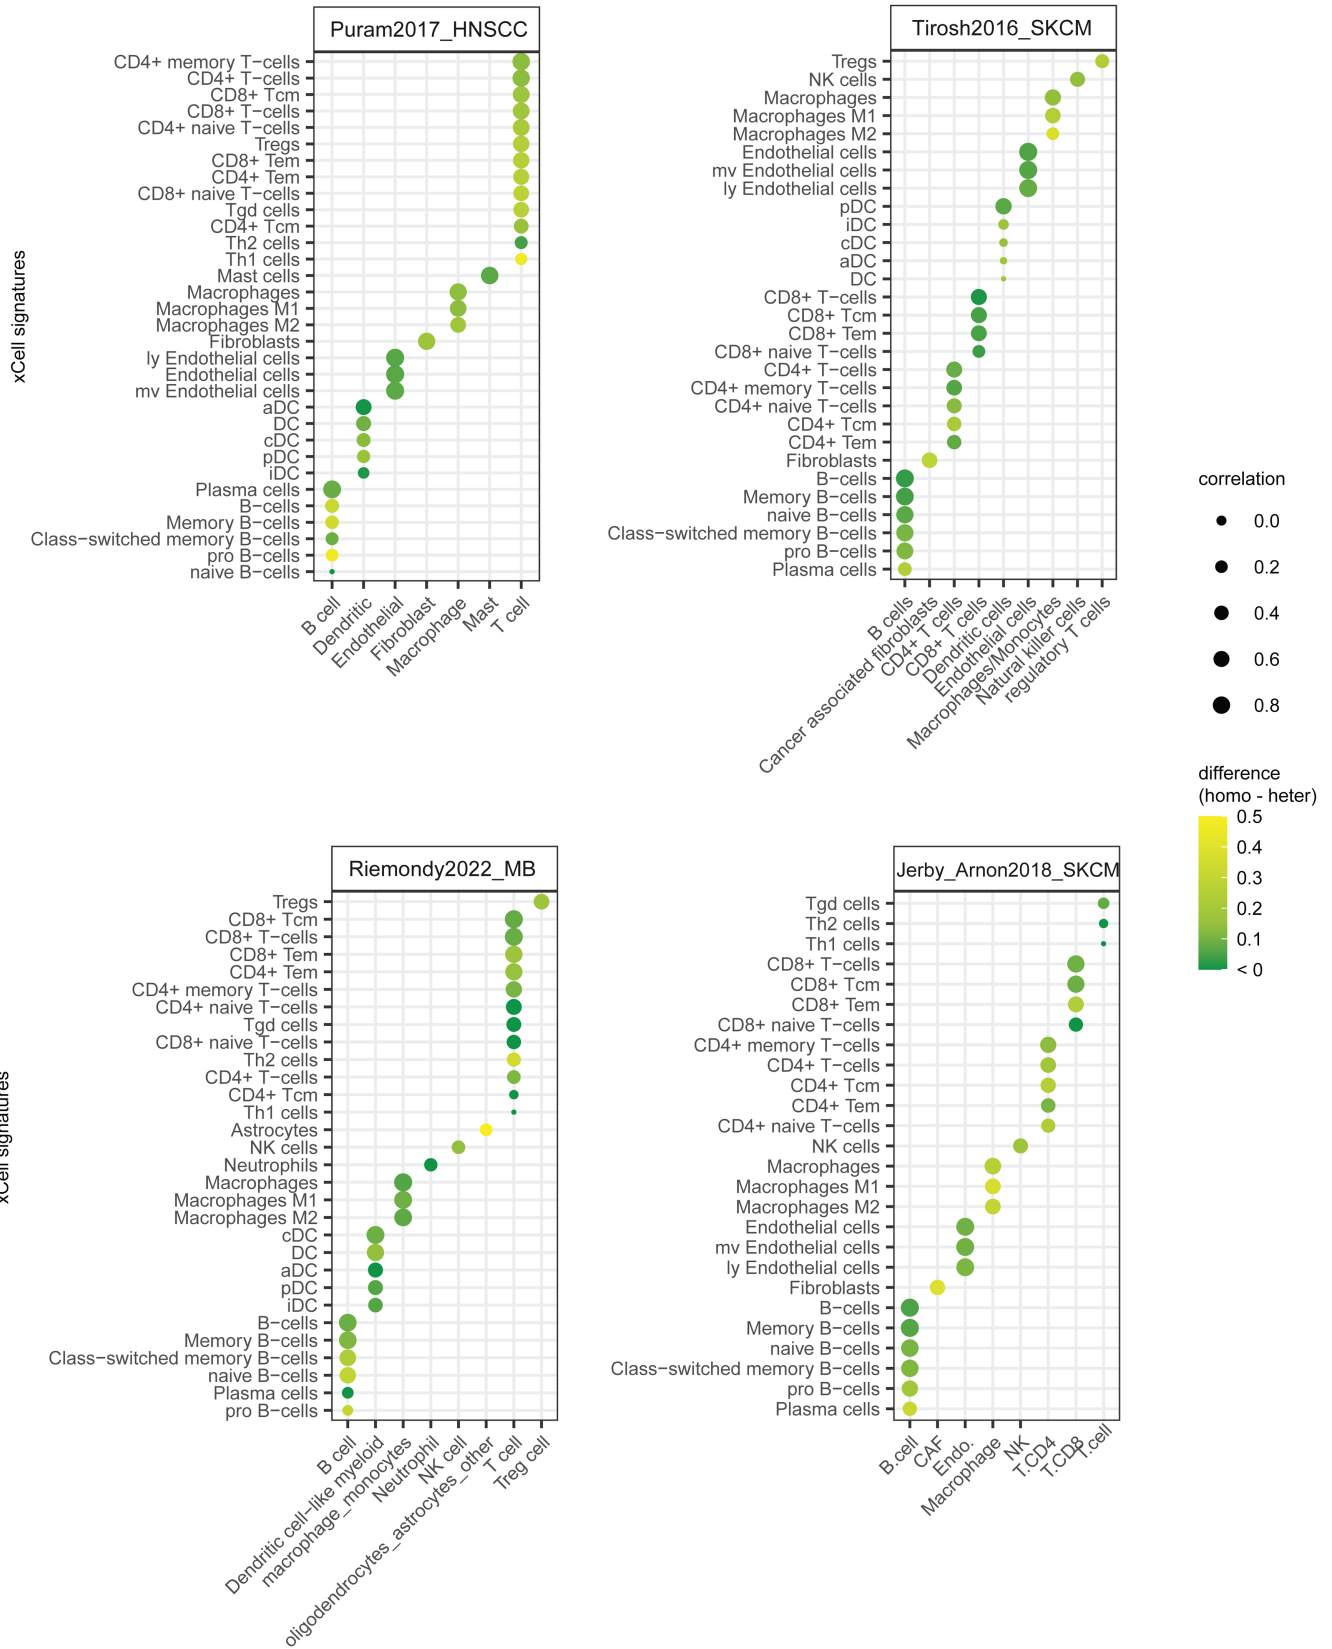 Puram2017_HNSCC
CD4+ memory T−cells
CD4+ T−cells
CD8+ Tcm
CD8+ T−cells
CD4+ naive T−cells
Tregs
CD8+ Tem
CD4+ Tem
CD8+ naive T−cells
Tgd cells
CD4+ Tcm
Th2 cells
Th1 cells
Mast cells
Macrophages
Macrophages M1
Macrophages M2
Fibroblasts
ly Endothelial cells
Endothelial cells
mv Endothelial cells
aDC
DC
cDC
pDC
iDC
Plasma cells
B−cells
Memory B−cells
Class−switched memory B−cells
pro B−cells
naive B−cells
xCell signatures
B cell
Dendritic
Endothelial
Fibroblast
Macrophage
Mast
T cell
Tirosh2016_SKCM
Tregs
NK cells
Macrophages
Macrophages M1
Macrophages M2
Endothelial cells
mv Endothelial cells
ly Endothelial cells
pDC
iDC
cDC
aDC
DC
CD8+ T−cells
CD8+ Tcm
CD8+ Tem
CD8+ naive T−cells
CD4+ T−cells
CD4+ memory T−cells
CD4+ naive T−cells
CD4+ Tcm
CD4+ Tem
Fibroblasts
B−cells
Memory B−cells
naive B−cells
Class−switched memory B−cells
pro B−cells
Plasma cells
B cells
Cancer associated fibroblasts
CD4+ T cells
CD8+ T cells
Dendritic cells
Endothelial cells
Macrophages/Monocytes
Natural killer cells
regulatory T cells
correlation
0.0
0.2
0.4
0.6
0.8
difference
(homo - heter)
0.5
0.4
0.3
0.2
0.1
< 0
Riemondy2022_MB
Tregs
CD8+ Tcm
CD8+ T−cells
CD8+ Tem
CD4+ Tem
CD4+ memory T−cells
CD4+ naive T−cells
Tgd cells
CD8+ naive T−cells
Th2 cells
CD4+ T−cells
CD4+ Tcm
Th1 cells
Astrocytes
NK cells
Neutrophils
Macrophages
Macrophages M1
Macrophages M2
cDC
DC
aDC
pDC
iDC
B−cells
Memory B−cells
Class−switched memory B−cells
naive B−cells
Plasma cells
pro B−cells
xCell signatures
B cell
Dendritic cell−like myeloid
macrophage_monocytes
Neutrophil
NK cell
oligodendrocytes_astrocytes_other
T cell
Treg cell
Jerby_Arnon2018_SKCM
Tgd cells
Th2 cells
Th1 cells
CD8+ T−cells
CD8+ Tcm
CD8+ Tem
CD8+ naive T−cells
CD4+ memory T−cells
CD4+ T−cells
CD4+ Tcm
CD4+ Tem
CD4+ naive T−cells
NK cells
Macrophages
Macrophages M1
Macrophages M2
Endothelial cells
mv Endothelial cells
ly Endothelial cells
Fibroblasts
B−cells
Memory B−cells
naive B−cells
Class−switched memory B−cells
pro B−cells
Plasma cells
B.cell
CAF
Endo.
Macrophage
NK
T.CD4
T.CD8
T.cell